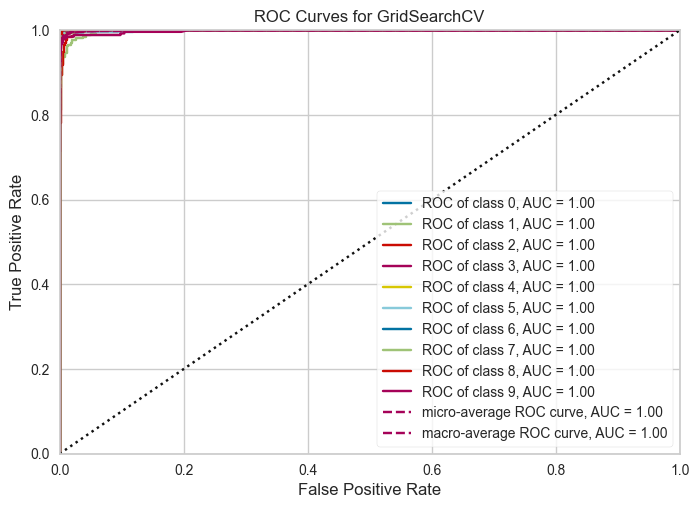 ROC Curves for GridSearchCV
1.0
0.8
0.6
0.4
0.2
0.0
True Positive Rate
ROC of class 0, AUC = 1.00
ROC of class 1, AUC = 1.00
ROC of class 2, AUC = 1.00
ROC of class 3, AUC = 1.00
ROC of class 4, AUC = 1.00
ROC of class 5, AUC = 1.00
ROC of class 6, AUC = 1.00
ROC of class 7, AUC = 1.00
ROC of class 8, AUC = 1.00
ROC of class 9, AUC = 1.00
micro-average ROC curve, AUC = 1.00
macro-average ROC curve, AUC = 1.00
0.0 0.2 0.4 0.6 0.8 1.0
False Positive Rate